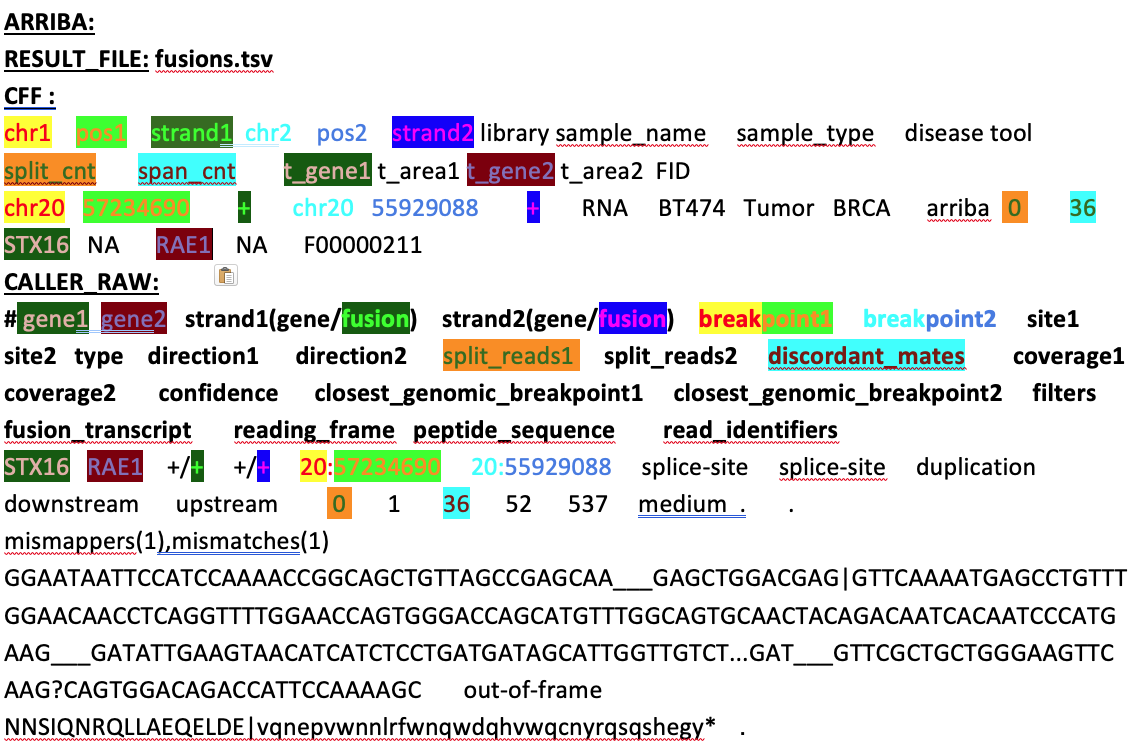 ARRIBA:
RESULT_FILE: fusions.tsv
CFF :
chr1 pos1 strand1 chr2 pos2 strand2 library sample_name sample_type disease tool
split_cnt span_cnt t_gene1 t_area1 t_gene2 t_area2 FID
chr20 57234690 + chr20 55929088 + RNA BT474 Tumor BRCA arriba 0 36
STX16 NA RAE1 NA F00000211
CALLER_RAW:
#gene1 gene2 strand1(gene/fusion) strand2(gene/fusion) breakpoint1 breakpoint2 site1
site2 type direction1 direction2 split_reads1 split_reads2 discordant_mates coverage1
coverage2 confidence closest_genomic_breakpoint1 closest_genomic_breakpoint2 filters
fusion_transcript reading_frame peptide_sequence read_identifiers
STX16 RAE1 +/+ +/+ 20:57234690 20:55929088 splice-site splice-site duplication
downstream upstream 0 1 36 52 537 medium . .
mismappers(1),mismatches(1)
GGAATAATTCCATCCAAAACCGGCAGCTGTTAGCCGAGCAA___GAGCTGGACGAG|GTTCAAAATGAGCCTGTTT
GGAACAACCTCAGGTTTTGGAACCAGTGGGACCAGCATGTTTGGCAGTGCAACTACAGACAATCACAATCCCATG
AAG___GATATTGAAGTAACATCATCTCCTGATGATAGCATTGGTTGTCT...GAT___GTTCGCTGCTGGGAAGTTC
AAG?CAGTGGACAGACCATTCCAAAAGC out-of-frame
NNSIQNRQLLAEQELDE|vqnepvwnnlrfwnqwdqhvwqcnyrqsqshegy* .